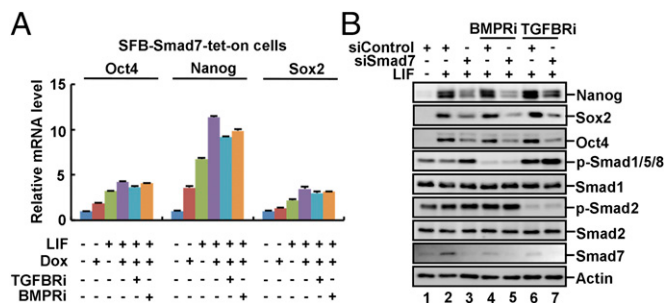 A
SFB-Smad7-tet-on cells
Oct4 Nanog Sox2
Relative mRNA level
15
10
5
0
LIF - - + + + + - - + + + + - - + + + +
Dox - + - + + + - + - + + + - + - + + +
TGFBRi - - - - + - - - - - + - - - - - + -
BMPRi - - - - - + - - - - - + - - - - - +
B
BMPRi TGFBRi
siControl + + - + - + -
siSmad7 - - + - + - +
LIF - + + + + + +
Nanog
Sox2
Oct4
p-Smad1/5/8
Smad1
p-Smad2
Smad2
Smad7
Actin
1 2 3 4 5 6 7